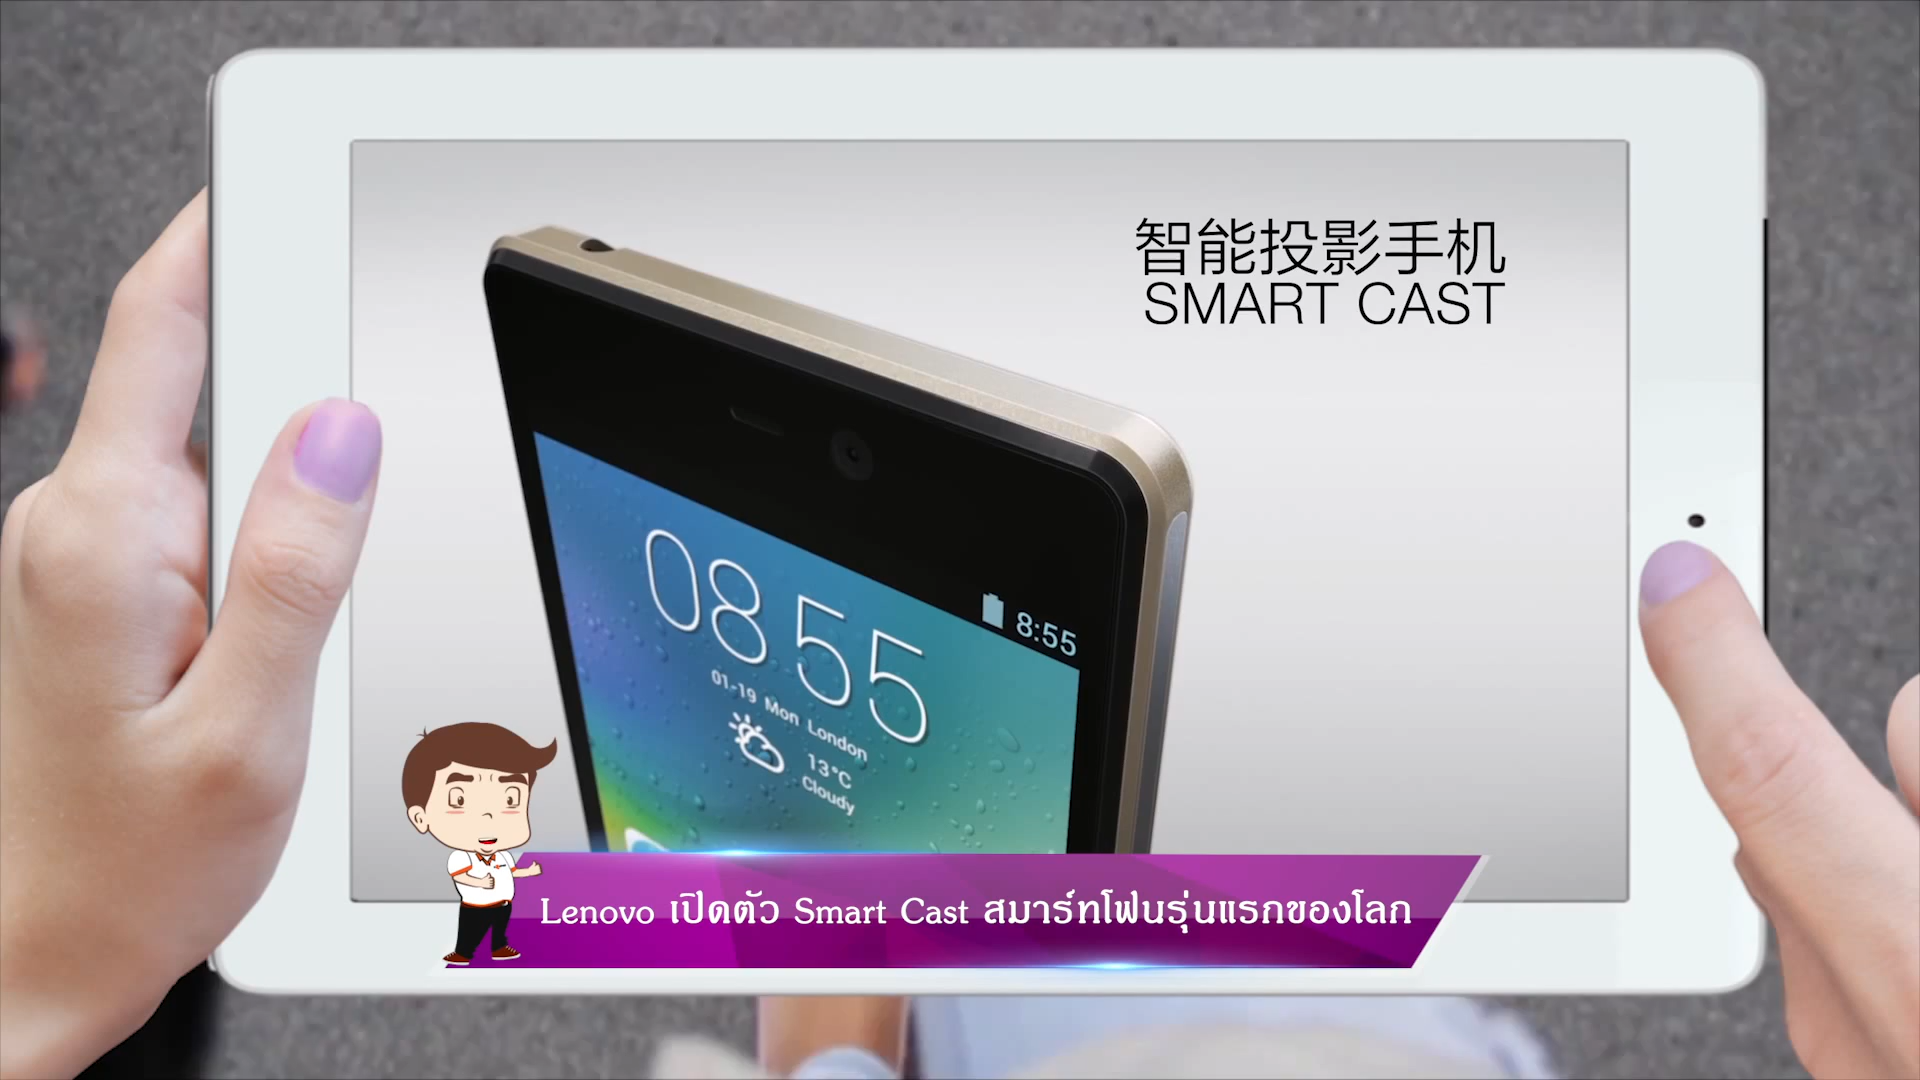 智能投影手机
SMART CAST
8:55
08 55
01-19 Mon London
13°C
Cloudy
Lenovo เปิดตัว Smart Cast สมาร์ทโฟนรุ่นแรกของโลก